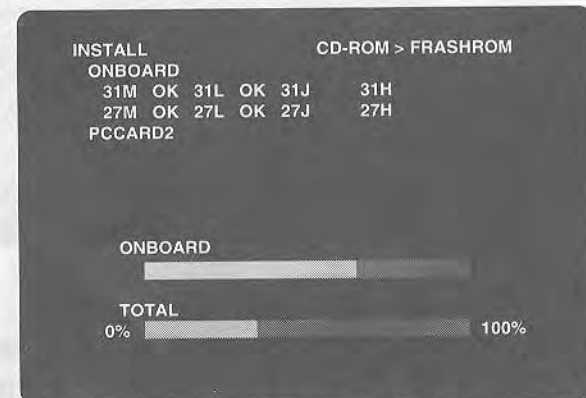 INSTALL CD-ROM > FRASHROM
ONBOARD
31M OK 31L OK 31J 31H
27M OK 27L OK 27J 27H
PCCARD2
ONBOARD
TOTAL
0% 100%